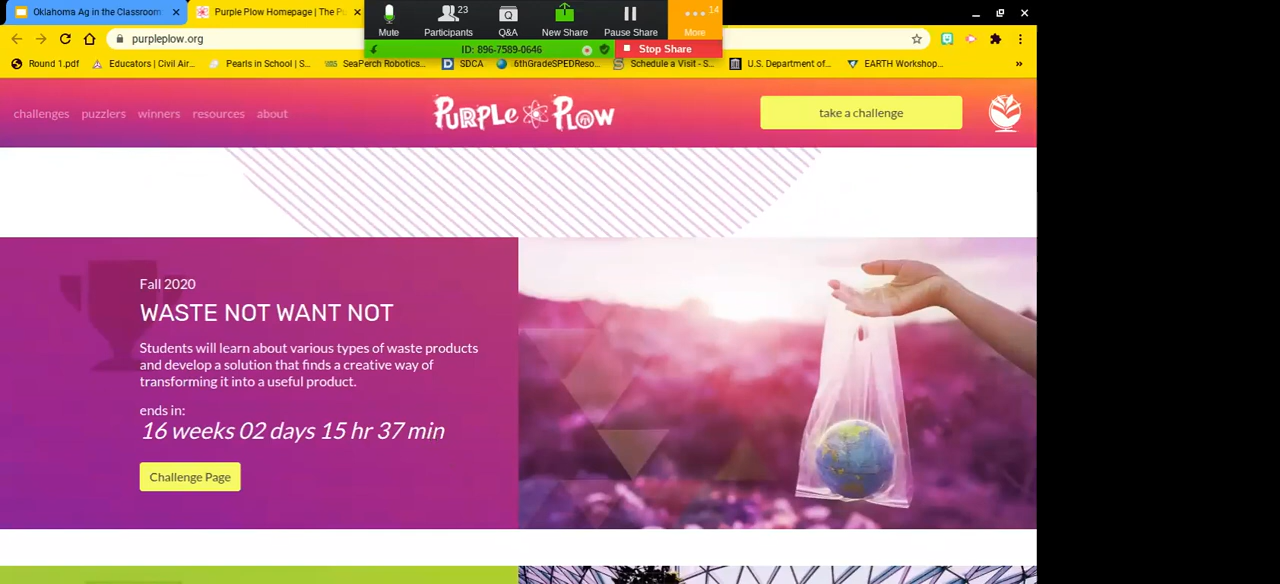 Oklahoma Ag in the Classroom
Purple Plow Homepage | The Pu
Mute
23
Participants
Q&A
New Share
Pause Share
14
More
purpleplow.org
ID: 896-7589-0646
Stop Share
Round 1.pdf
Educators | Civil Air...
Pearls in School | S...
SeaPerch Robotics...
SDCA
6thGradeSPEDReso...
Schedule a Visit - S...
U.S. Department of...
EARTH Workshop...
»
challenges
puzzlers
winners
resources
about
PURPLE PLOW
take a challenge
Fall 2020
WASTE NOT WANT NOT
Students will learn about various types of waste products
and develop a solution that finds a creative way of
transforming it into a useful product.
ends in:
16 weeks 02 days 15 hr 37 min
Challenge Page